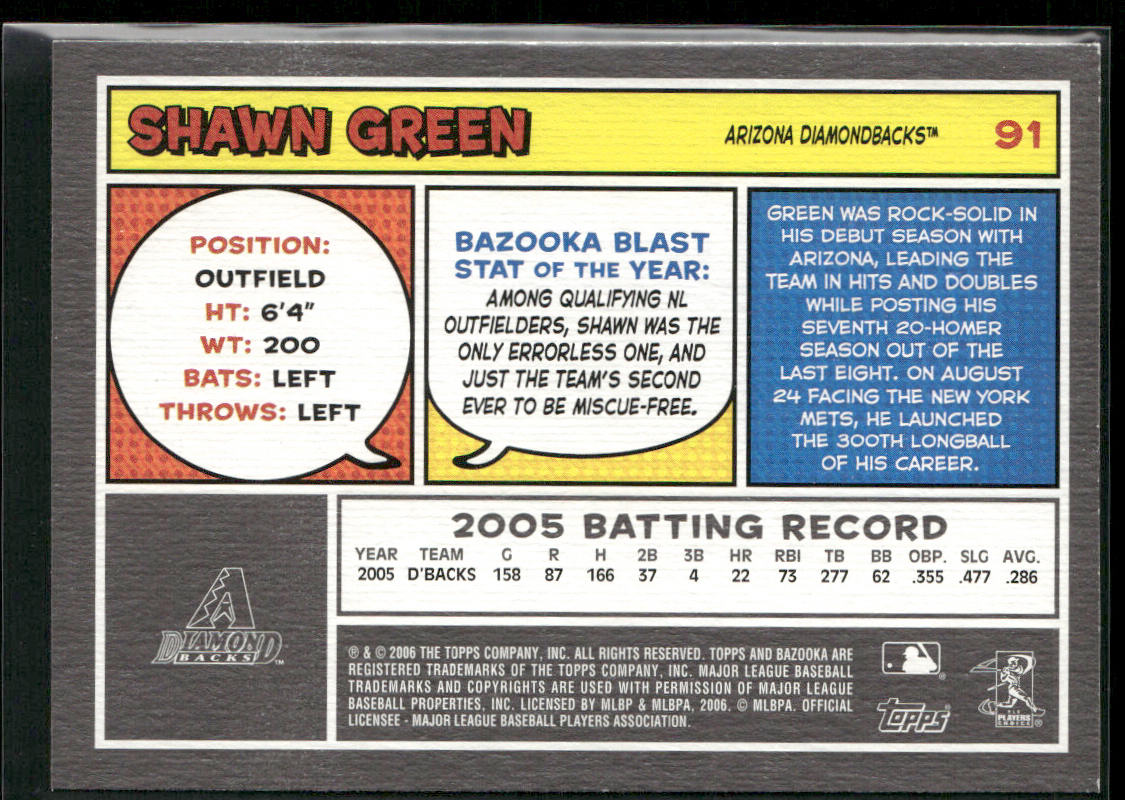 SHAWN GREEN
ARIZONA DIAMONDBACKS™
91
POSITION:
OUTFIELD
HT: 6'4"
WT: 200
BATS: LEFT
THROWS: LEFT
BAZOOKA BLAST
STAT OF THE YEAR:
AMONG QUALIFYING NL
OUTFIELDERS, SHAWN WAS THE
ONLY ERRORLESS ONE, AND
JUST THE TEAM'S SECOND
EVER TO BE MISCUE-FREE.
GREEN WAS ROCK-SOLID IN
HIS DEBUT SEASON WITH
ARIZONA, LEADING THE
TEAM IN HITS AND DOUBLES
WHILE POSTING HIS
SEVENTH 20-HOMER
SEASON OUT OF THE
LAST EIGHT. ON AUGUST
24 FACING THE NEW YORK
METS, HE LAUNCHED
THE 300TH LONGBALL
OF HIS CAREER.
2005 BATTING RECORD
YEAR TEAM G R H 2B 3B HR RBI TB BB OBP. SLG AVG.
2005 D'BACKS 158 87 166 37 4 22 73 277 62 .355 .477 .286
A
DIAMOND
BACKS™
® & © 2006 THE TOPPS COMPANY, INC. ALL RIGHTS RESERVED. TOPPS AND BAZOOKA ARE
REGISTERED TRADEMARKS OF THE TOPPS COMPANY, INC. MAJOR LEAGUE BASEBALL
TRADEMARKS AND COPYRIGHTS ARE USED WITH PERMISSION OF MAJOR LEAGUE
BASEBALL PROPERTIES, INC. LICENSED BY MLBP & MLBPA, 2006. © MLBPA. OFFICIAL
LICENSEE - MAJOR LEAGUE BASEBALL PLAYERS ASSOCIATION.
TOPPS®
PLAYERS
CHOICE